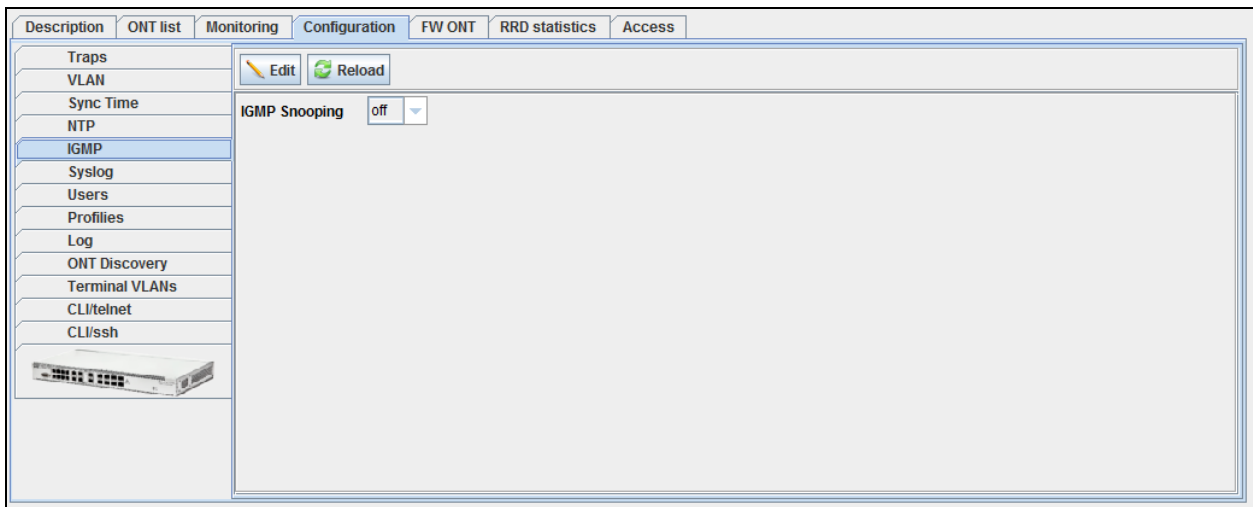 Description ONT list Monitoring Configuration FW ONT RRD statistics Access
Traps
VLAN
Sync Time
NTP
IGMP
Syslog
Users
Profilies
Log
ONT Discovery
Terminal VLANs
CLI/telnet
CLI/ssh
Edit Reload
IGMP Snooping off